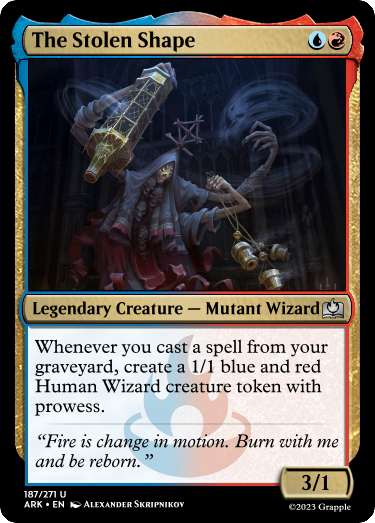 The Stolen Shape
Legendary Creature — Mutant Wizard
Whenever you cast a spell from your
graveyard, create a 1/1 blue and red
Human Wizard creature token with
prowess.
“Fire is change in motion. Burn with me
and be reborn.”
3/1
187/271 U
ARK • EN Alexander Skripnikov
©2023 Grapple